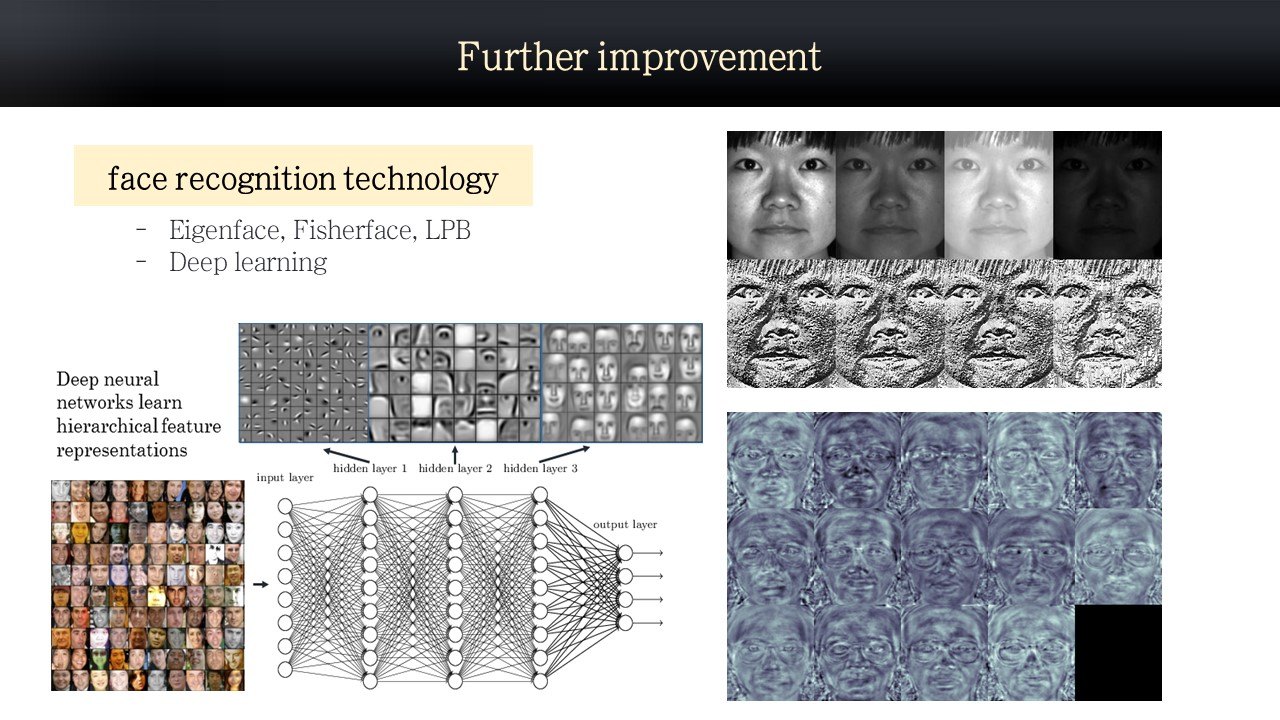 Further improvement
face recognition technology
- Eigenface, Fisherface, LPB
- Deep learning
Deep neural
networks learn
hierarchical feature
representations
hidden layer 1 hidden layer 2 hidden layer 3
input layer
output layer